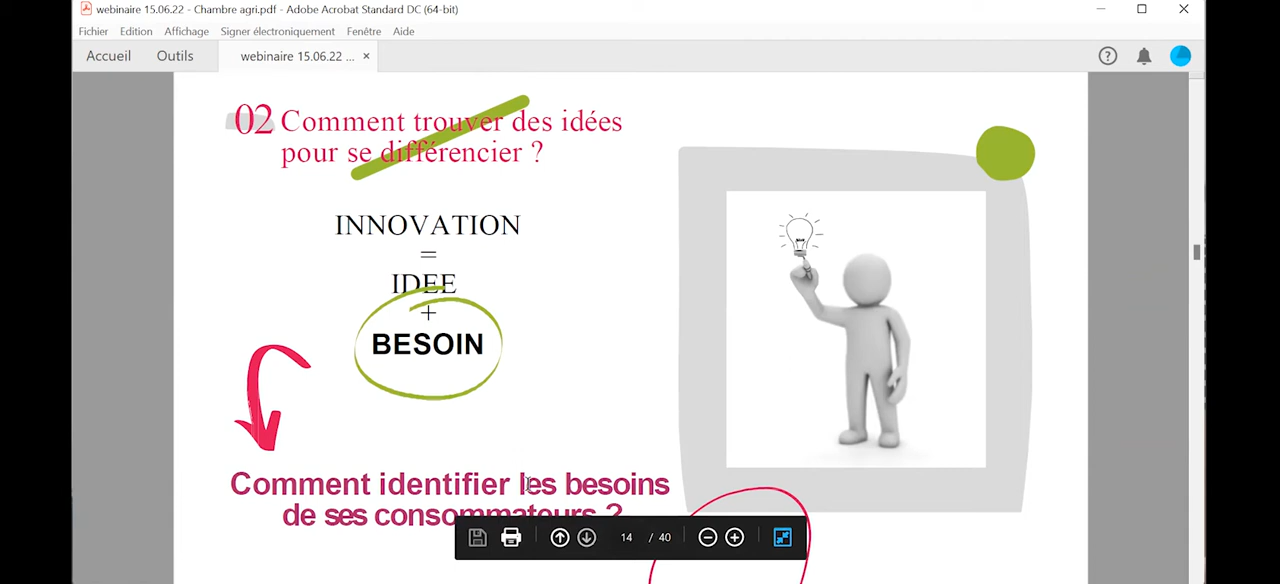 webinaire 15.06.22 - Chambre agri.pdf - Adobe Acrobat Standard DC (64-bit)
Fichier Edition Affichage Signer électroniquement Fenêtre Aide
Accueil Outils webinaire 15.06.22 ... ×
02 Comment trouver des idées
pour se différencier ?
INNOVATION
=
IDEE
+
BESOIN
Comment identifier les besoins
de ses consommateurs ?
14 / 40